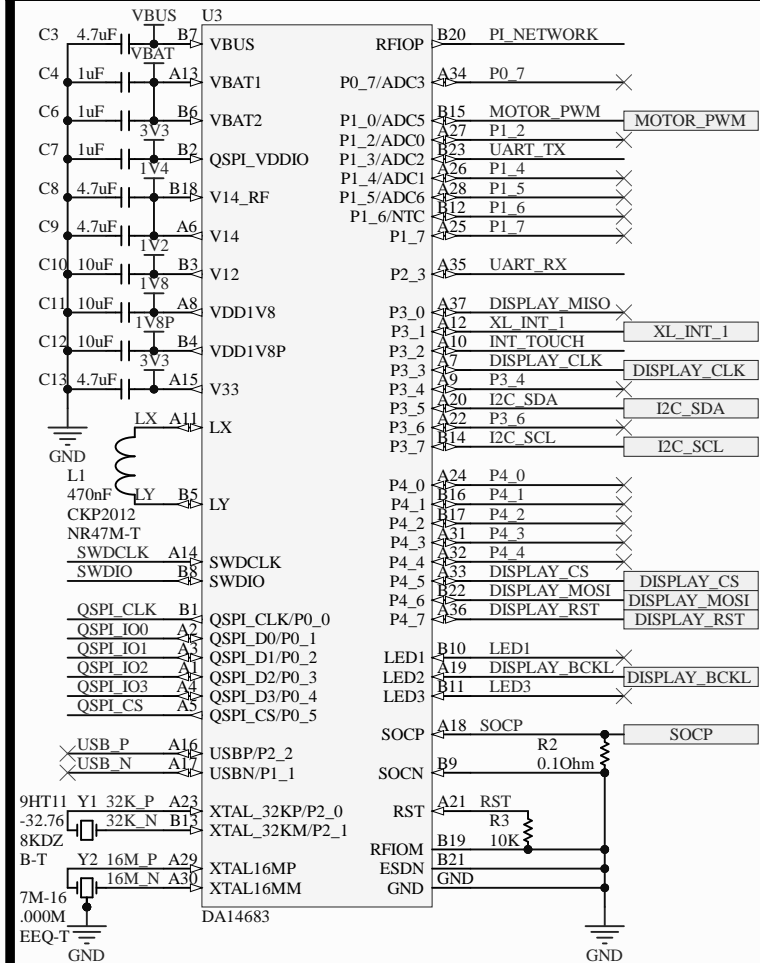 VBUS U3
C3 4.7uF B7 VBUS RFIOP B20 PI_NETWORK
VBAT
C4 1uF A13 VBAT1 P0_7/ADC3 A34 P0_7
C6 1uF B6 VBAT2 P1_0/ADC5 B15 MOTOR_PWM MOTOR_PWM
P1_2/ADC0 A27 P1_2
3V3
C7 1uF B2 QSPI_VDDIO P1_3/ADC2 B23 UART_TX
1V4 P1_4/ADC1 A26 P1_4
C8 4.7uF B18 V14_RF P1_5/ADC6 A28 P1_5
P1_6/NTC B12 P1_6
C9 4.7uF A6 V14 P1_7 A25 P1_7
1V2
C10 10uF B3 V12 P2_3 A35 UART_RX
1V8
C11 10uF A8 VDD1V8 P3_0 A37 DISPLAY_MISO
1V8P P3_1 A12 XL_INT_1 XL_INT_1
C12 10uF B4 VDD1V8P P3_2 A10 INT_TOUCH
3V3 P3_3 A7 DISPLAY_CLK DISPLAY_CLK
C13 4.7uF A15 V33 P3_4 A9 P3_4
P3_5 A20 I2C_SDA I2C_SDA
LX A11 LX P3_6 A22 P3_6
GND P3_7 B14 I2C_SCL I2C_SCL
L1
470nF P4_0 A24 P4_0
LY B5 LY P4_1 B16 P4_1
CKP2012 P4_2 B17 P4_2
NR47M-T P4_3 A31 P4_3
SWDCLK A14 SWDCLK P4_4 A32 P4_4
SWDIO B8 SWDIO P4_5 A33 DISPLAY_CS DISPLAY_CS
P4_6 B22 DISPLAY_MOSI DISPLAY_MOSI
QSPI_CLK B1 QSPI_CLK/P0_0 P4_7 A36 DISPLAY_RST DISPLAY_RST
QSPI_IO0 A2 QSPI_D0/P0_1
QSPI_IO1 A3 QSPI_D1/P0_2 LED1 B10 LED1
QSPI_IO2 A1 QSPI_D2/P0_3 LED2 A19 DISPLAY_BCKL DISPLAY_BCKL
QSPI_IO3 A4 QSPI_D3/P0_4 LED3 B11 LED3
QSPI_CS A5 QSPI_CS/P0_5
SOCP A18 SOCP SOCP
USB_P A16 USBP/P2_2 R2
0.1Ohm
USB_N A17 USBN/P1_1 SOCN B9
9HT11 Y1 32K_P A23 XTAL_32KP/P2_0 RST A21 RST
-32.76 32K_N B13 XTAL_32KM/P2_1 R3
8KDZ 10K
B-T RFIOM B19
Y2 16M_P A29 XTAL16MP ESDN B21
16M_N A30 XTAL16MM GND GND
7M-16
.000M DA14683
EEQ-T
GND GND